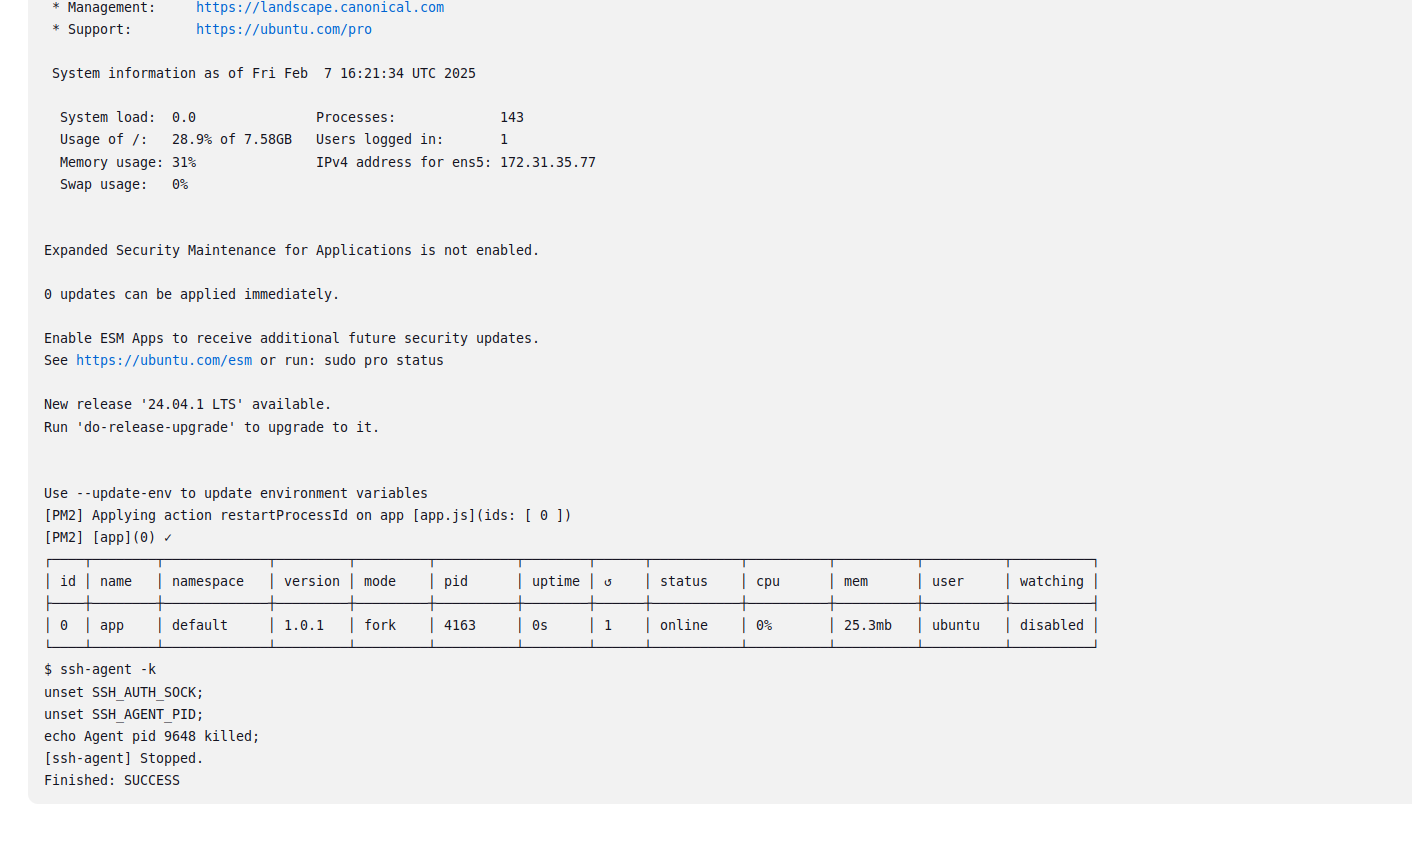 * Management:     https://landscape.canonical.com
* Support:        https://ubuntu.com/pro
System information as of Fri Feb  7 16:21:34 UTC 2025
System load:  0.0               Processes:             143
Usage of /:   28.9% of 7.58GB   Users logged in:       1
Memory usage: 31%               IPv4 address for ens5: 172.31.35.77
Swap usage:   0%
Expanded Security Maintenance for Applications is not enabled.
0 updates can be applied immediately.
Enable ESM Apps to receive additional future security updates.
See https://ubuntu.com/esm or run: sudo pro status
New release '24.04.1 LTS' available.
Run 'do-release-upgrade' to upgrade to it.
Use --update-env to update environment variables
[PM2] Applying action restartProcessId on app [app.js](ids: [ 0 ])
[PM2] [app](0) ✓
│ id │ name   │ namespace   │ version │ mode    │ pid      │ uptime │ ↺    │ status    │ cpu      │ mem      │ user     │ watching │
│ 0  │ app    │ default     │ 1.0.1   │ fork    │ 4163     │ 0s     │ 1    │ online    │ 0%       │ 25.3mb   │ ubuntu   │ disabled │
$ ssh-agent -k
unset SSH_AUTH_SOCK;
unset SSH_AGENT_PID;
echo Agent pid 9648 killed;
[ssh-agent] Stopped.
Finished: SUCCESS